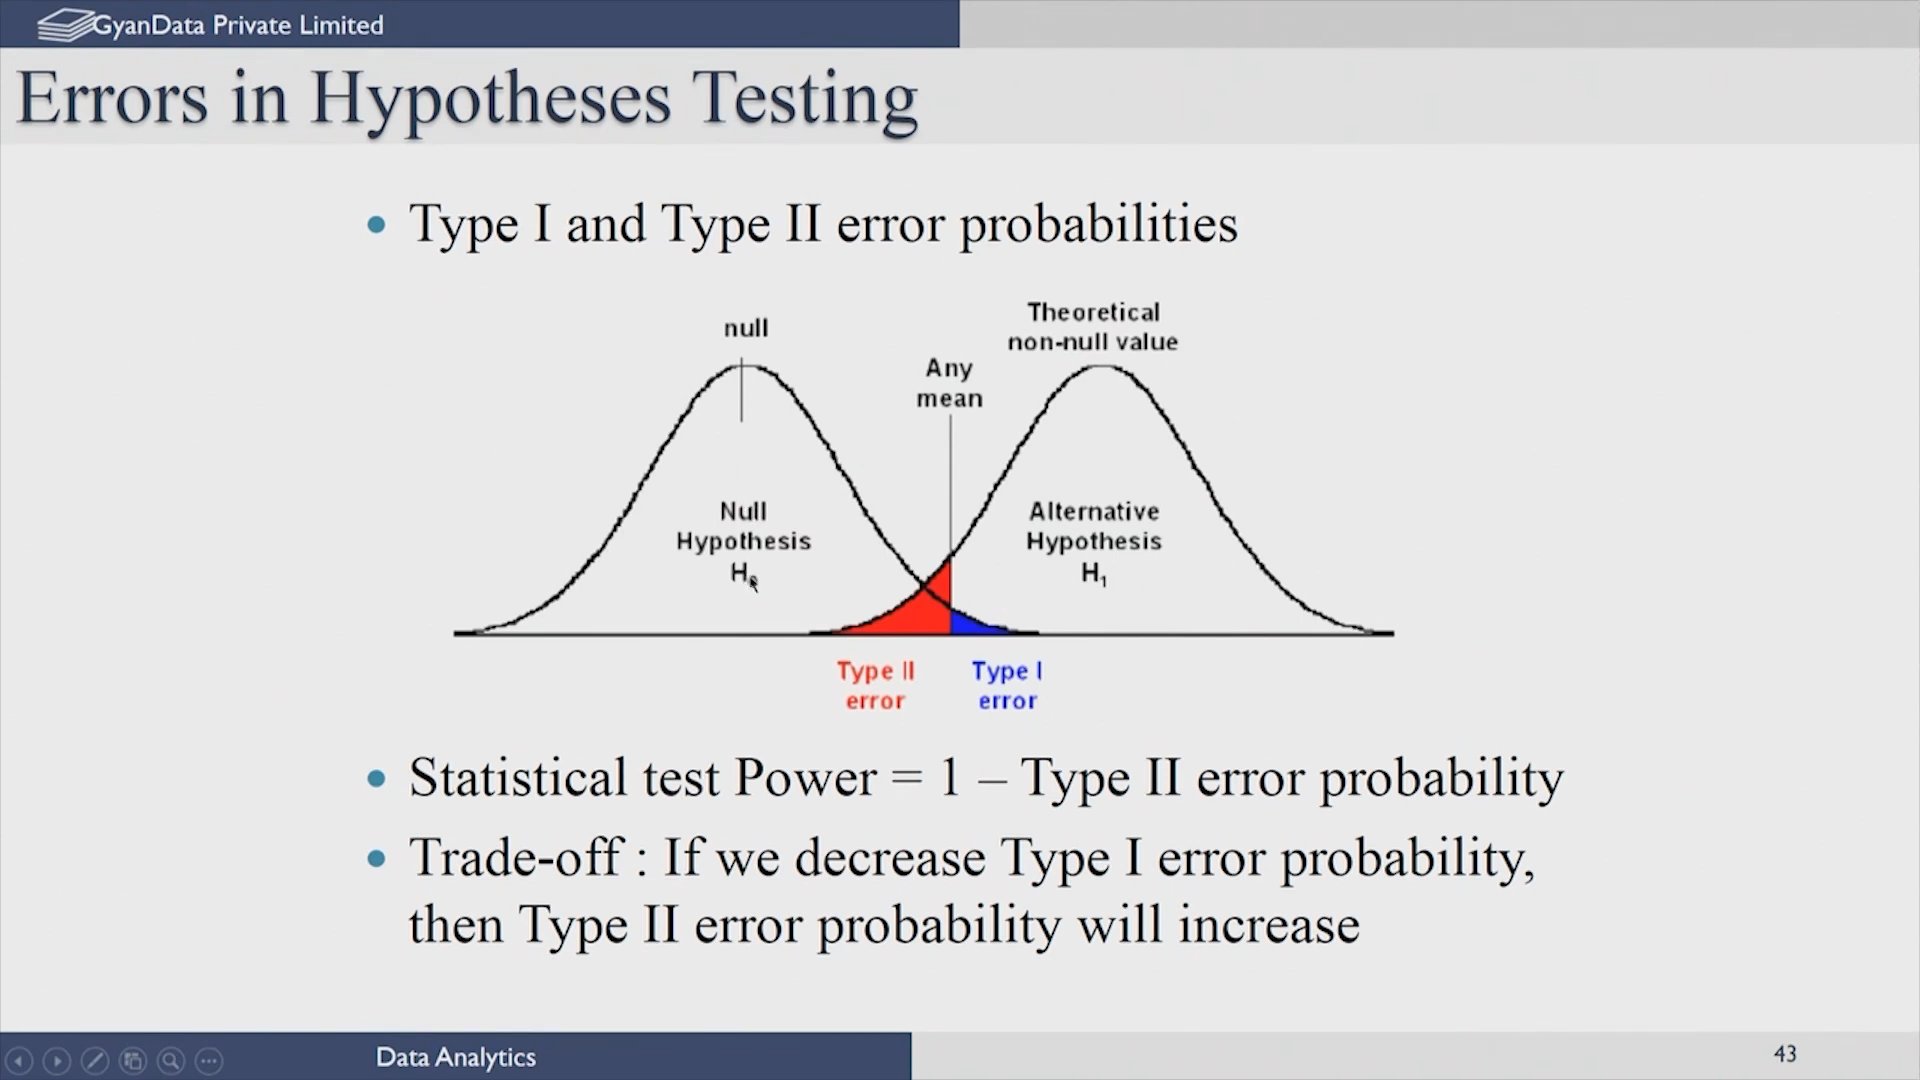 GyanData Private Limited
Errors in Hypotheses Testing
• Type I and Type II error probabilities
null
Theoretical
non-null value
Any
mean
Null
Hypothesis
H₀
Alternative
Hypothesis
H₁
Type II
error
Type I
error
• Statistical test Power = 1 – Type II error probability
• Trade-off : If we decrease Type I error probability,
then Type II error probability will increase
Data Analytics
43